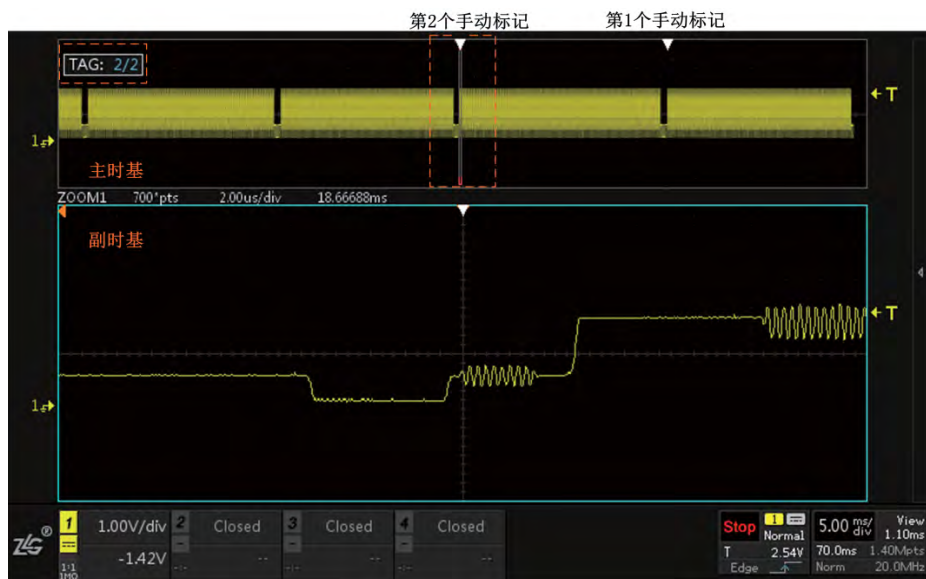 第2个手动标记
第1个手动标记
TAG: 2/2
T
1
主时基
ZOOM1 700*pts 2.00us/div 18.66688ms
副时基
T
1
ZLG®
1 1.00V/div
-1.42V
1:1
1MΩ
2 Closed
--
3 Closed
--
4 Closed
--
Stop
1
Normal
T 2.54V
Edge
5.00 ms/div
View
1.10ms
70.0ms 1.40Mpts
Norm 20.0MHz